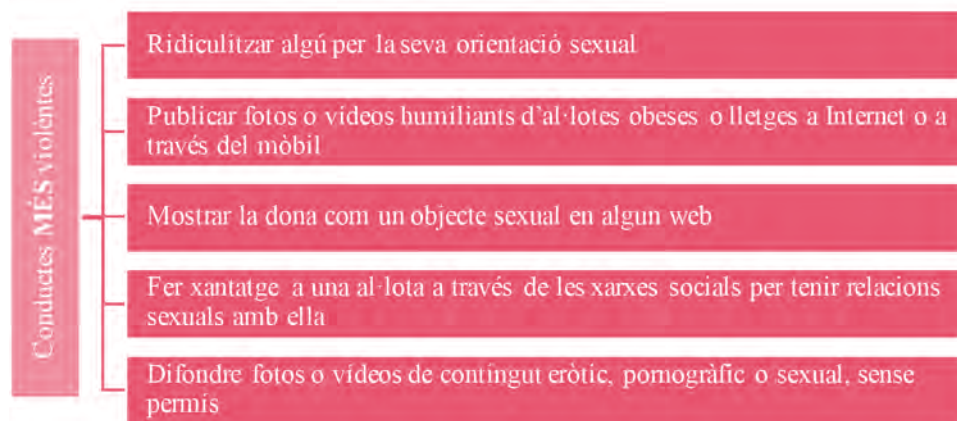 Conductes MÉS violentes
Ridiculitzar algú per la seva orientació sexual
Publicar fotos o vídeos humiliants d'al·lotes obeses o lletges a Internet o a
través del mòbil
Mostrar la dona com un objecte sexual en algun web
Fer xantatge a una al·lota a través de les xarxes socials per tenir relacions
sexuals amb ella
Difondre fotos o vídeos de contingut eròtic, pornogràfic o sexual, sense
permís